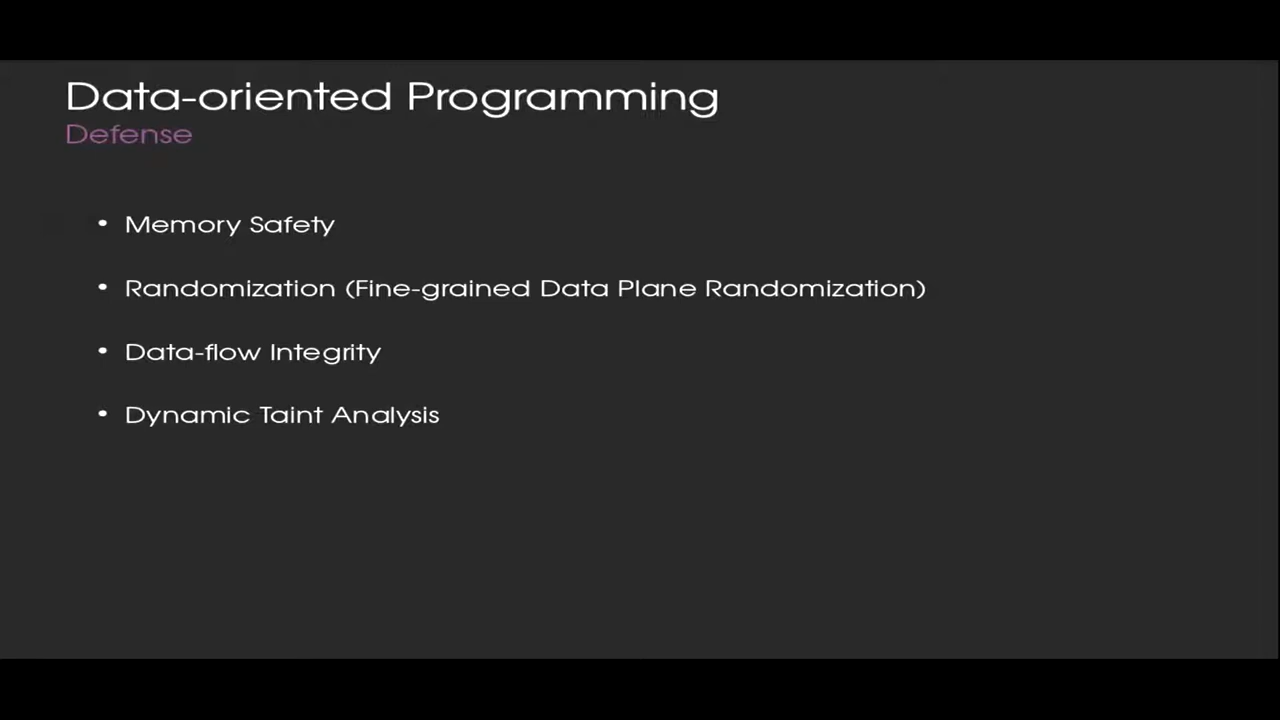 Data-oriented Programming
Defense
• Memory Safety
• Randomization (Fine-grained Data Plane Randomization)
• Data-flow Integrity
• Dynamic Taint Analysis